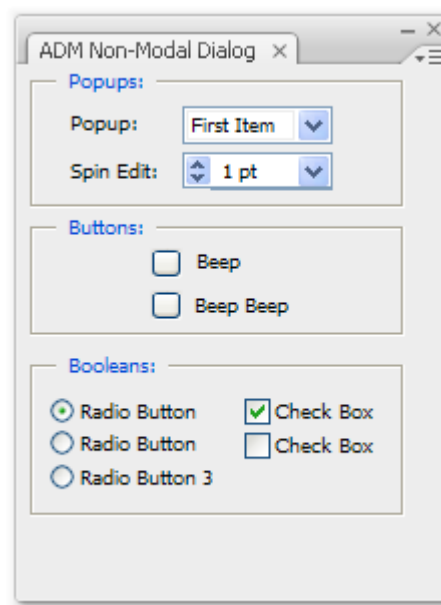 ADM Non-Modal Dialog
Popups:
Popup: First Item
Spin Edit: 1 pt
Buttons:
Beep
Beep Beep
Booleans:
Radio Button Check Box
Radio Button Check Box
Radio Button 3